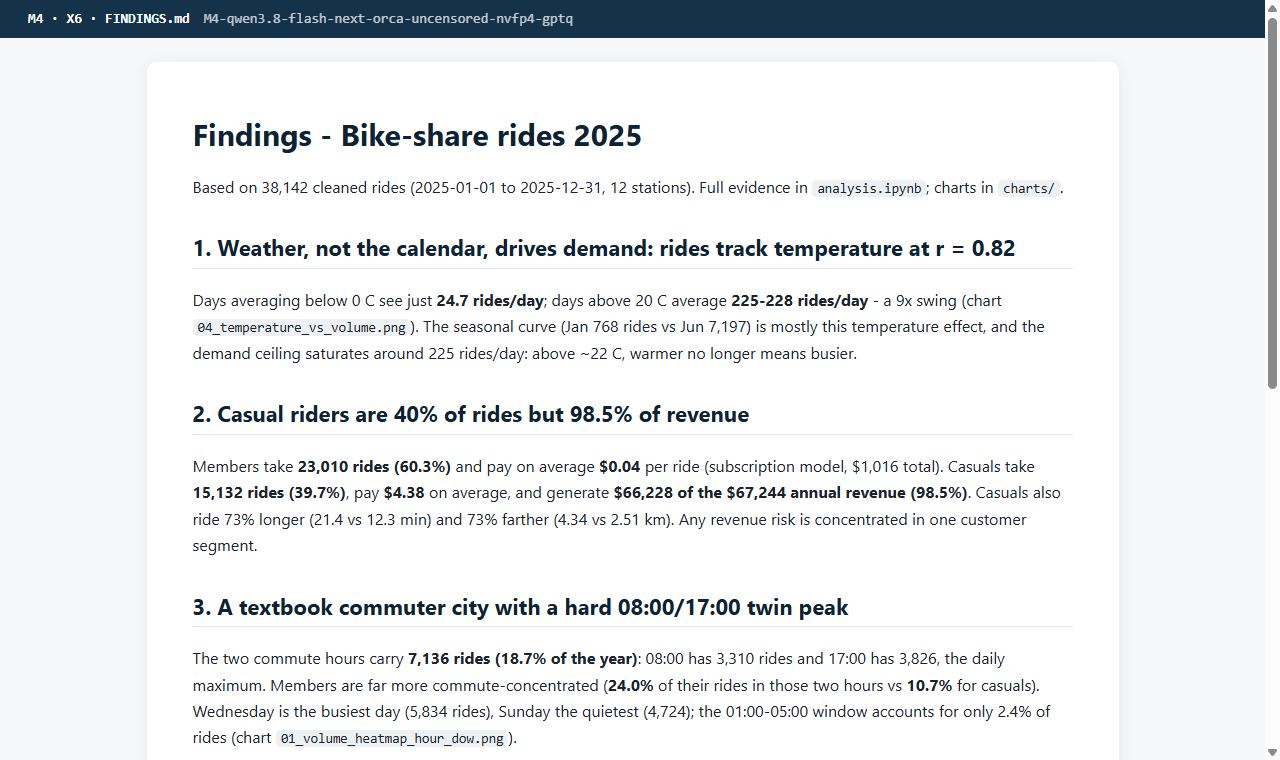 M4 · X6 · FINDINGS.md M4-qwen3.8-flash-next-orca-uncensored-nvfp4-gptq
Findings - Bike-share rides 2025
Based on 38,142 cleaned rides (2025-01-01 to 2025-12-31, 12 stations). Full evidence in analysis.ipynb; charts in charts/.
1. Weather, not the calendar, drives demand: rides track temperature at r = 0.82
Days averaging below 0 C see just 24.7 rides/day; days above 20 C average 225-228 rides/day - a 9x swing (chart
04_temperature_vs_volume.png). The seasonal curve (Jan 768 rides vs Jun 7,197) is mostly this temperature effect, and the
demand ceiling saturates around 225 rides/day: above ~22 C, warmer no longer means busier.
2. Casual riders are 40% of rides but 98.5% of revenue
Members take 23,010 rides (60.3%) and pay on average $0.04 per ride (subscription model, $1,016 total). Casuals take
15,132 rides (39.7%), pay $4.38 on average, and generate $66,228 of the $67,244 annual revenue (98.5%). Casuals also
ride 73% longer (21.4 vs 12.3 min) and 73% farther (4.34 vs 2.51 km). Any revenue risk is concentrated in one customer
segment.
3. A textbook commuter city with a hard 08:00/17:00 twin peak
The two commute hours carry 7,136 rides (18.7% of the year): 08:00 has 3,310 rides and 17:00 has 3,826, the daily
maximum. Members are far more commute-concentrated (24.0% of their rides in those two hours vs 10.7% for casuals).
Wednesday is the busiest day (5,834 rides), Sunday the quietest (4,724); the 01:00-05:00 window accounts for only 2.4% of
rides (chart 01_volume_heatmap_hour_dow.png).